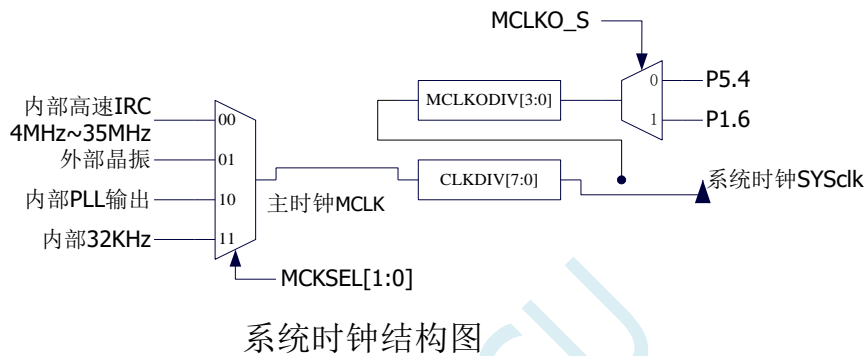 MCLKO_S
0
P5.4
MCLKODIV[3:0]
1
P1.6
内部高速IRC
4MHz~35MHz
00
外部晶振
01
CLKDIV[7:0]
系统时钟SYSclk
内部PLL输出
10
主时钟MCLK
内部32KHz
11
MCKSEL[1:0]
系统时钟结构图